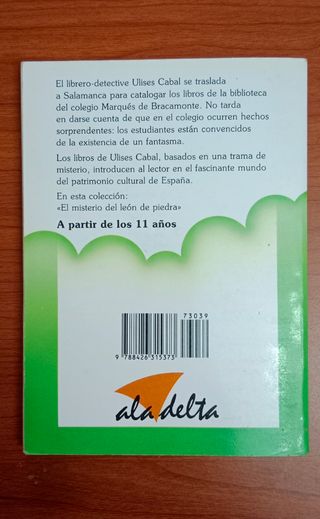 El librero-detective Ulises Cabal se traslada
a Salamanca para catalogar los libros de la biblioteca
del colegio Marqués de Bracamonte. No tarda
en darse cuenta de que en el colegio ocurren hechos
sorprendentes: los estudiantes están convencidos
de la existencia de un fantasma.
Los libros de Ulises Cabal, basados en una trama de
misterio, introducen al lector en el fascinante mundo
del patrimonio cultural de España.
En esta colección:
«El misterio del león de piedra»
A partir de los 11 años
73039
9 788426 315373
ala delta